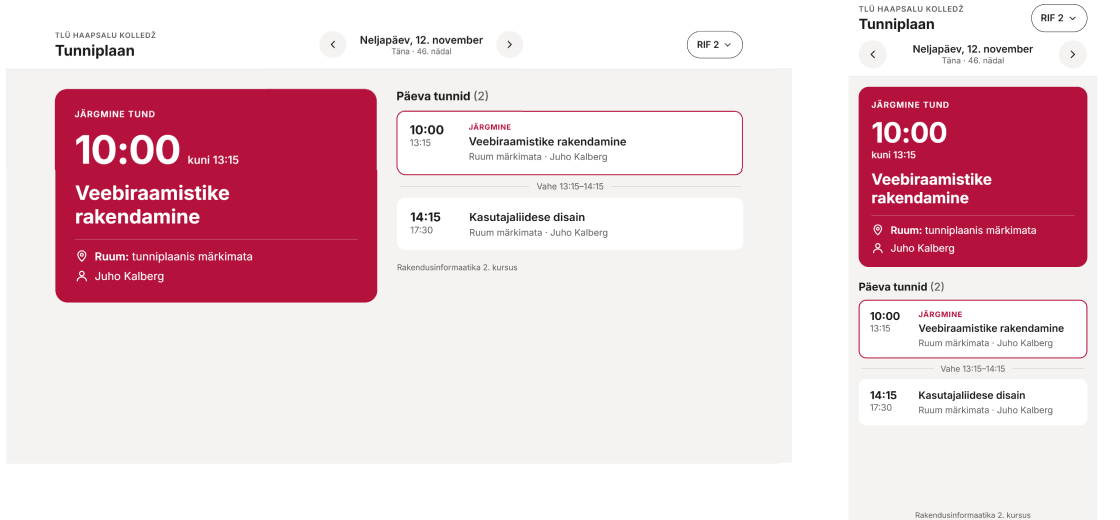 TLÜ HAAPSALU KOLLEDŽ
Tunniplaan
Neljapäev, 12. november
Täna · 46. nädal
RIF 2
JÄRGMINE TUND
10:00 kuni 13:15
Veebiraamistike
rakendamine
Ruum: tunniplaanis märkimata
Juho Kalberg
Päeva tunnid (2)
10:00
13:15
JÄRGMINE
Veebiraamistike rakendamine
Ruum märkimata · Juho Kalberg
Vahe 13:15–14:15
14:15
17:30
Kasutajaliidese disain
Ruum märkimata · Juho Kalberg
Rakendusinformaatika 2. kursus
TLÜ HAAPSALU KOLLEDŽ
Tunniplaan
RIF 2
Neljapäev, 12. november
Täna · 46. nädal
JÄRGMINE TUND
10:00
kuni 13:15
Veebiraamistike
rakendamine
Ruum: tunniplaanis märkimata
Juho Kalberg
Päeva tunnid (2)
10:00
13:15
JÄRGMINE
Veebiraamistike rakendamine
Ruum märkimata · Juho Kalberg
Vahe 13:15–14:15
14:15
17:30
Kasutajaliidese disain
Ruum märkimata · Juho Kalberg
Rakendusinformaatika 2. kursus